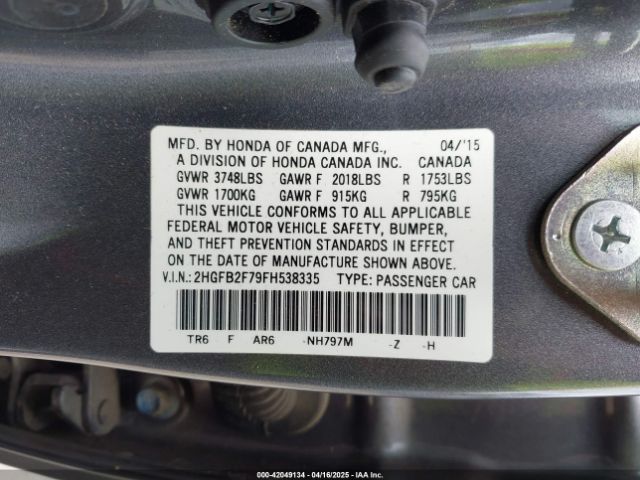 MFD. BY HONDA OF CANADA MFG., 04/'15
A DIVISION OF HONDA CANADA INC. CANADA
GVWR 3748LBS GAWR F 2018LBS R 1753LBS
GVWR 1700KG GAWR F 915KG R 795KG
THIS VEHICLE CONFORMS TO ALL APPLICABLE
FEDERAL MOTOR VEHICLE SAFETY, BUMPER,
AND THEFT PREVENTION STANDARDS IN EFFECT
ON THE DATE OF MANUFACTURE SHOWN ABOVE.
V.I.N.: 2HGFB2F79FH538335 TYPE: PASSENGER CAR
TR6 F AR6 -NH797M -Z -H
000-42049134 - 04/16/2025 - IAA Inc.